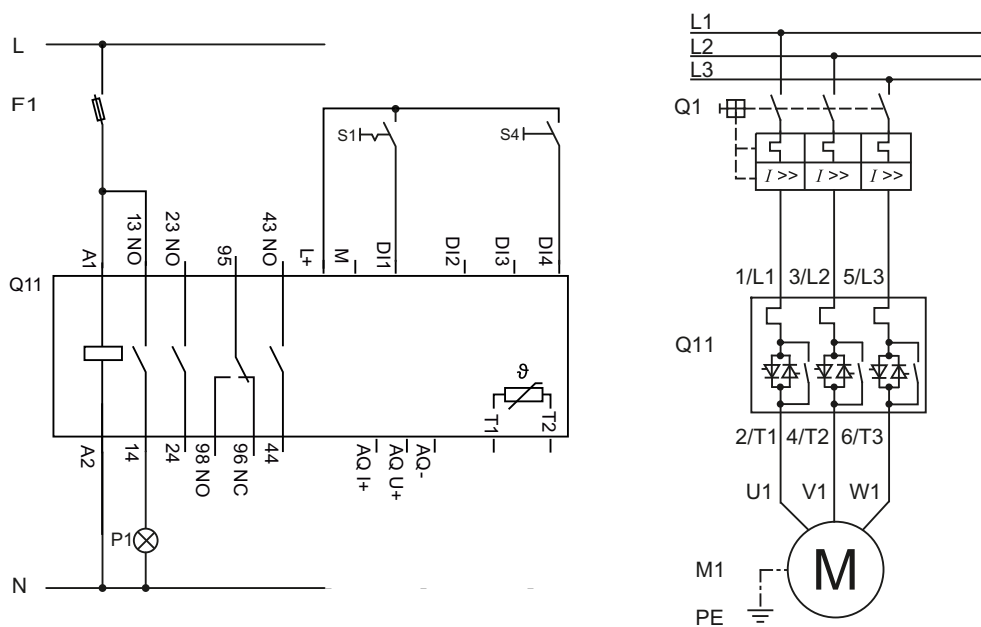 L
F1
S1
S4
A1
13 NO
23 NO
95
43 NO
L+
M
DI1
DI2
DI3
DI4
Q11
ϑ
T1
T2
A2
14
24
98 NO
96 NC
44
AQ I+
AQ U+
AQ-
P1
N
L1
L2
L3
Q1
I >> I >> I >>
1/L1 3/L2 5/L3
Q11
2/T1 4/T2 6/T3
U1 V1 W1
M1
M
PE